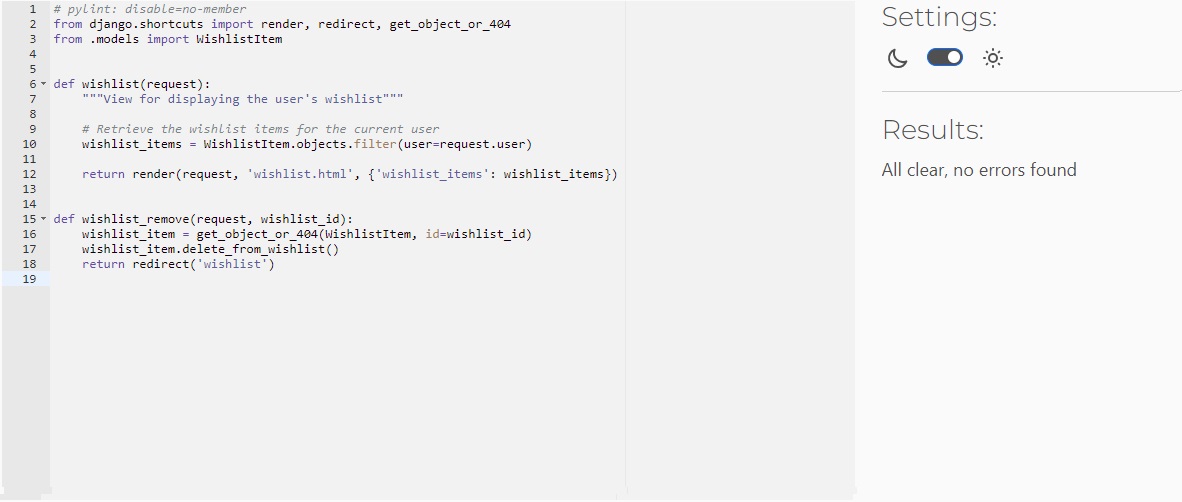 1 # pylint: disable=no-member
2 from django.shortcuts import render, redirect, get_object_or_404
3 from .models import WishlistItem
4
5
6 def wishlist(request):
7     """View for displaying the user's wishlist"""
8
9     # Retrieve the wishlist items for the current user
10     wishlist_items = WishlistItem.objects.filter(user=request.user)
11
12     return render(request, 'wishlist.html', {'wishlist_items': wishlist_items})
13
14
15 def wishlist_remove(request, wishlist_id):
16     wishlist_item = get_object_or_404(WishlistItem, id=wishlist_id)
17     wishlist_item.delete_from_wishlist()
18     return redirect('wishlist')
19
Settings:
Results:
All clear, no errors found